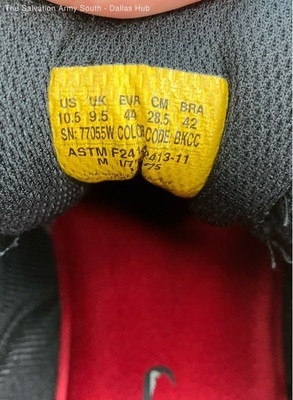 The Salvation Army South - Dallas Hub
US UK EUR CM BRA
10.5 9.5 44 28.5 42
SN: 77055W COLOR CODE: BKCC
ASTM F2413-11
M